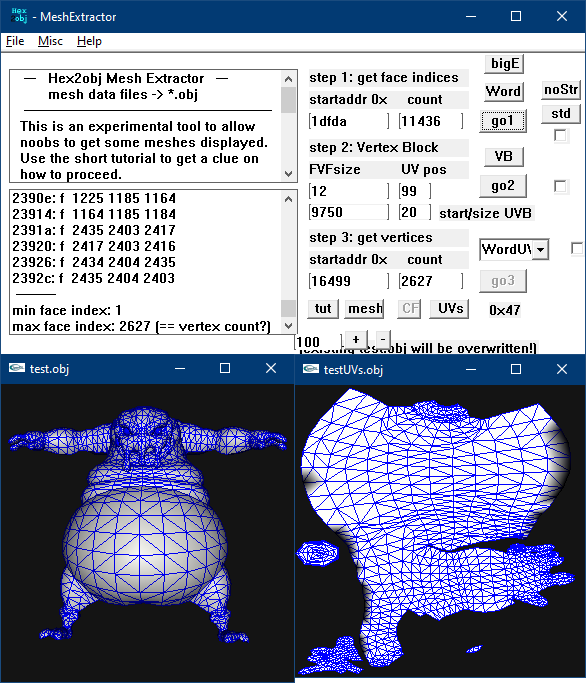 Hex 2obj - MeshExtractor
File Misc Help
— Hex2obj Mesh Extractor —
mesh data files -> *.obj
This is an experimental tool to allow
noobs to get some meshes displayed.
Use the short tutorial to get a clue on
how to proceed.
2390e: f 1225 1185 1164
23914: f 1164 1185 1184
2391a: f 2435 2403 2417
23920: f 2417 2403 2416
23926: f 2434 2404 2435
2392c: f 2435 2404 2403
min face index: 1
max face index: 2627 (== vertex count?)
step 1: get face indices
startaddr 0x count
1dfda 11436
step 2: Vertex Block
FVFsize UV pos
12 99
9750 20 start/size UVB
step 3: get vertices
startaddr 0x count
16499 2627
bigE
Word noStr
go1 std
VB
go2
WordUV
go3
tut mesh CF UVs 0x47
100 + -
(existing test.obj will be overwritten!)
test.obj
testUVs.obj